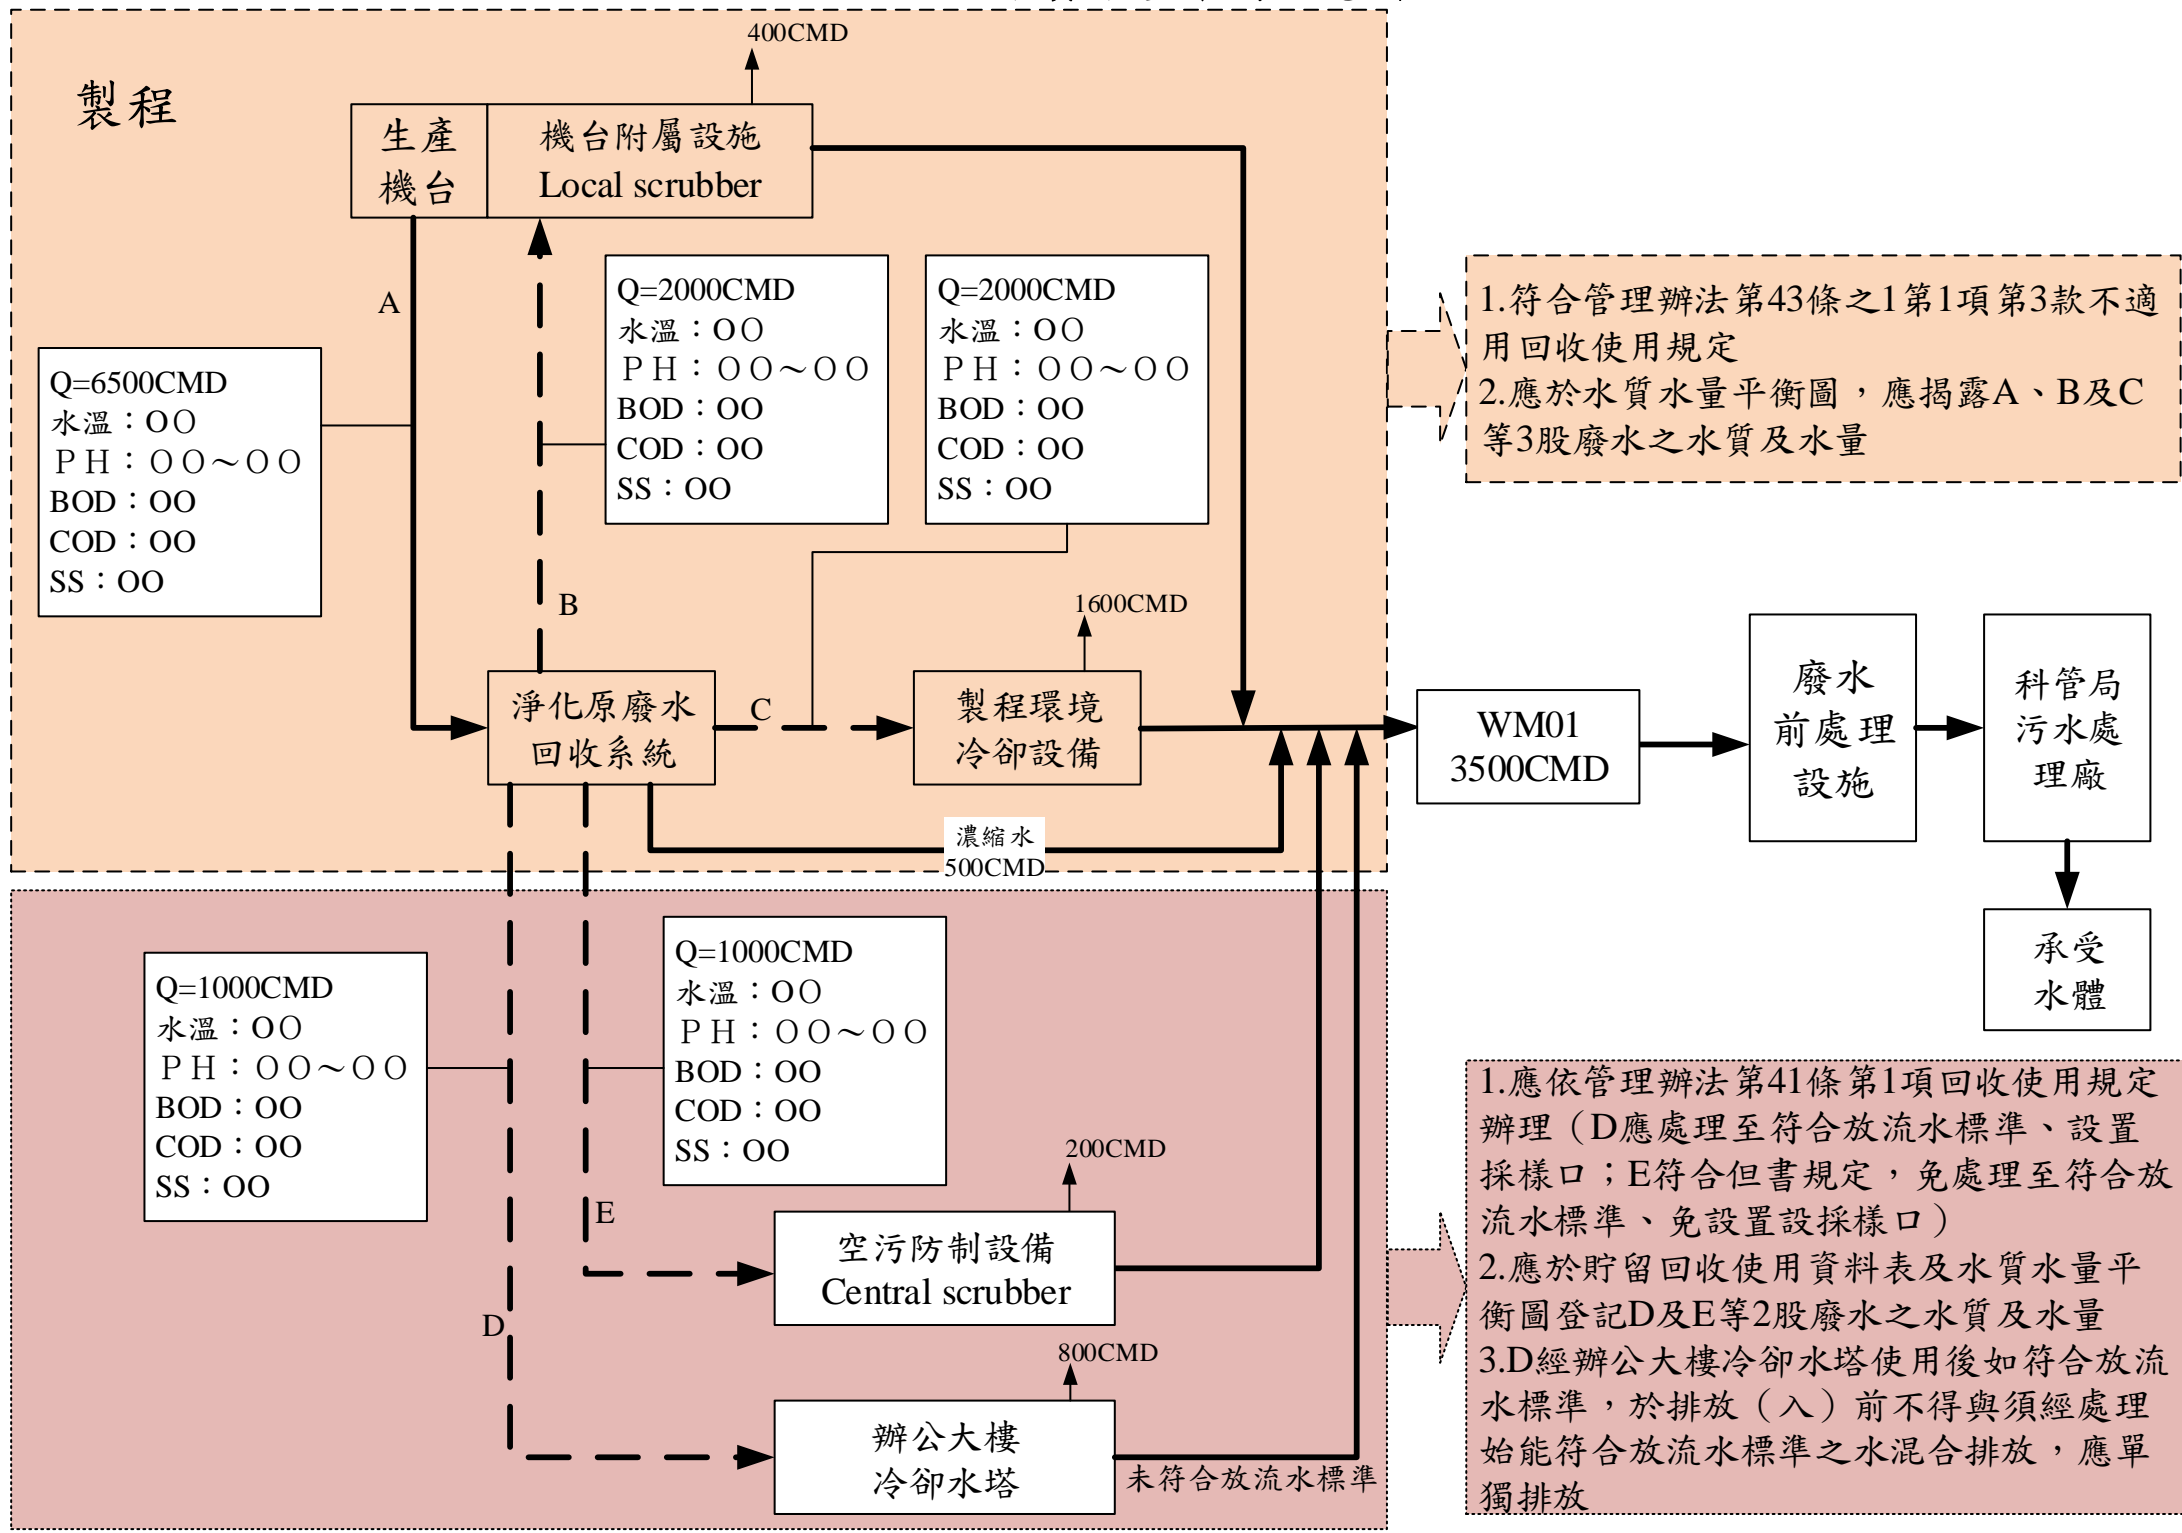 400CMD
製程
生產
機台
機台附屬設施
Local scrubber
A
Q=6500CMD
水溫：OO
PH：OO～OO
BOD：OO
COD：OO
SS：OO
Q=2000CMD
水溫：OO
PH：OO～OO
BOD：OO
COD：OO
SS：OO
Q=2000CMD
水溫：OO
PH：OO～OO
BOD：OO
COD：OO
SS：OO
1.符合管理辦法第43條之1第1項第3款不適
用回收使用規定
2.應於水質水量平衡圖，應揭露A、B及C
等3股廢水之水質及水量
B
1600CMD
淨化原廢水
回收系統
C
製程環境
冷卻設備
WM01
3500CMD
廢水
前處理
設施
科管局
污水處
理廠
濃縮水
500CMD
承受
水體
Q=1000CMD
水溫：OO
PH：OO～OO
BOD：OO
COD：OO
SS：OO
Q=1000CMD
水溫：OO
PH：OO～OO
BOD：OO
COD：OO
SS：OO
200CMD
E
空污防制設備
Central scrubber
D
800CMD
辦公大樓
冷卻水塔
未符合放流水標準
1.應依管理辦法第41條第1項回收使用規定
辦理（D應處理至符合放流水標準、設置
採樣口；E符合但書規定，免處理至符合放
流水標準、免設置設採樣口）
2.應於貯留回收使用資料表及水質水量平
衡圖登記D及E等2股廢水之水質及水量
3.D經辦公大樓冷卻水塔使用後如符合放流
水標準，於排放（入）前不得與須經處理
始能符合放流水標準之水混合排放，應單
獨排放